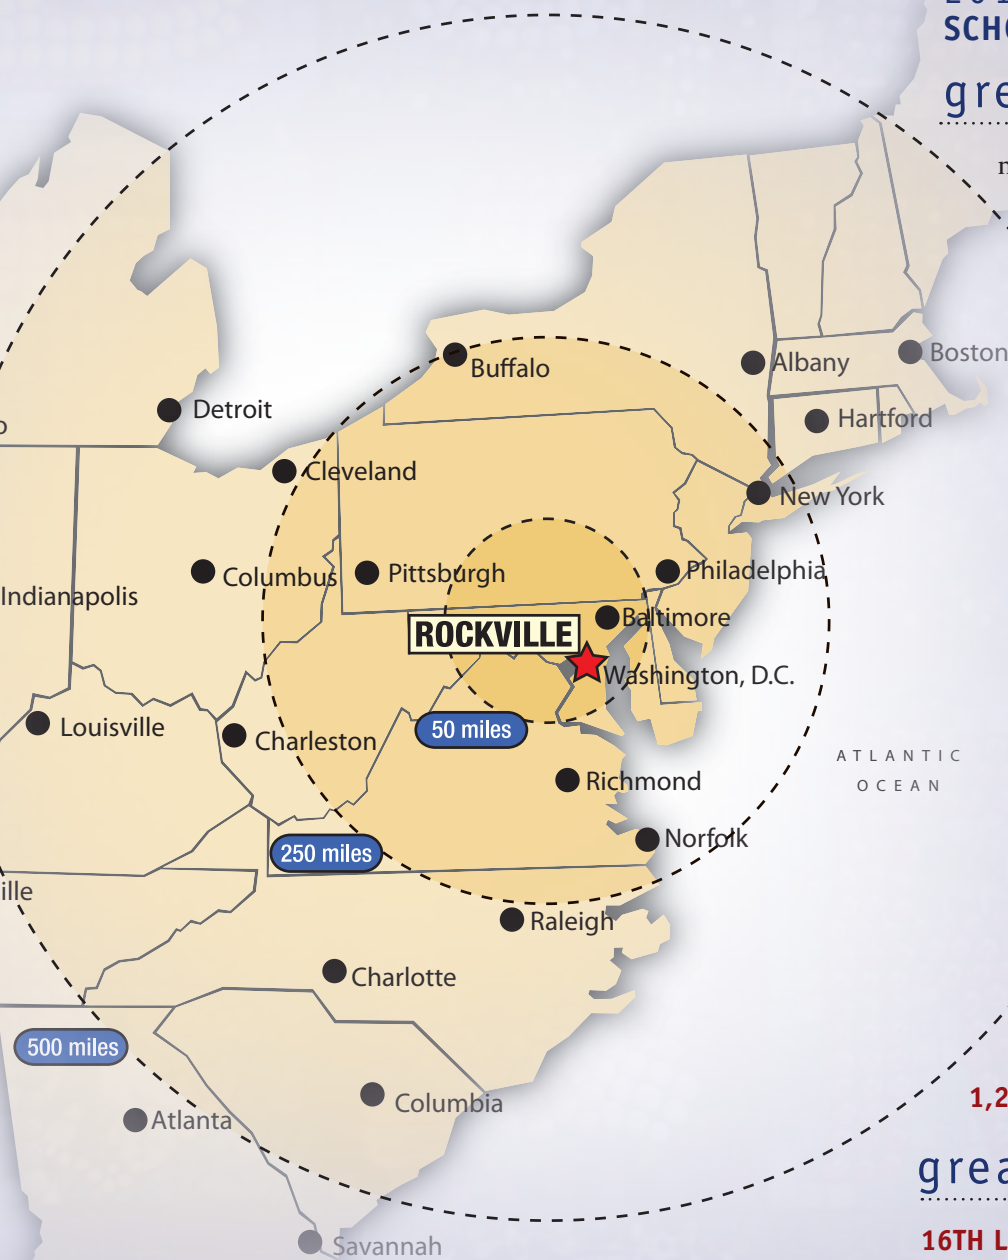 SCHO
gre
n
Buffalo
Albany
Boston
Detroit
Hartford
Cleveland
New York
Columbus
Pittsburgh
Philadelphia
Indianapolis
Baltimore
ROCKVILLE
Washington, D.C.
Louisville
50 miles
Charleston
ATLANTIC
OCEAN
Richmond
Norfolk
250 miles
ille
Raleigh
Charlotte
500 miles
Columbia
1,2
Atlanta
grea
16TH L
Savannah